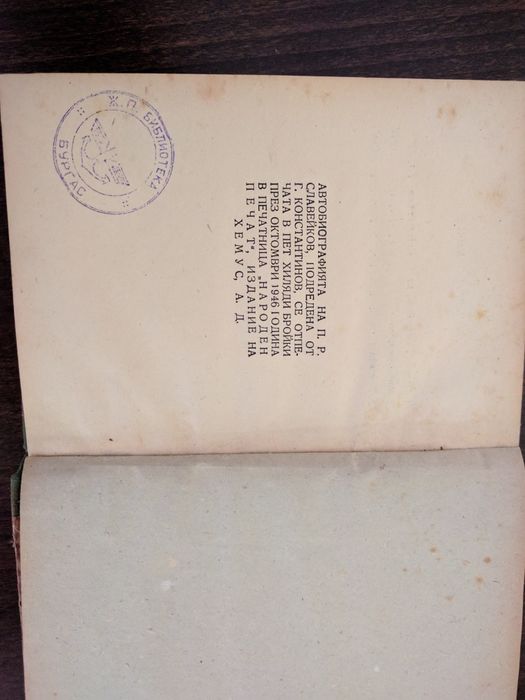 АВТОБИОГРАФИЯТА НА П. Р.
СЛАВЕЙКОВ, ПОДРЕДЕНА ОТ
Г. КОНСТАНТИНОВ, СЕ ОТПЕ-
ЧАТА В ПЕТ ХИЛЯДИ БРОЙКИ
ПРЕЗ ОКТОМВРИ 1946 ГОДИНА
В ПЕЧАТНИЦА „НАРОДЕН
ПЕЧАТ“, ИЗДАНИЕ НА
ХЕМУС, А. Д.
Ж. П. БИБЛИОТЕКА
БУРГАС